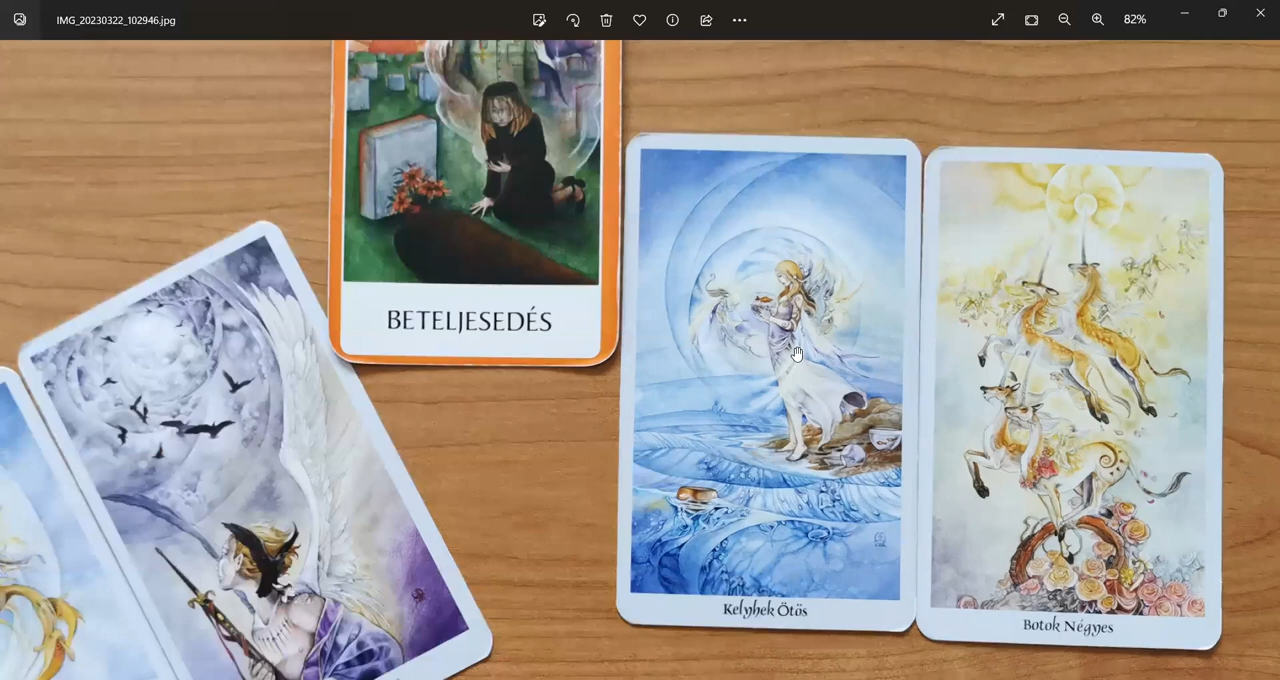 IMG_20230322_102946.jpg
82%
BETELJESEDÉS
Kelyhek Ötös
Botok Négyes